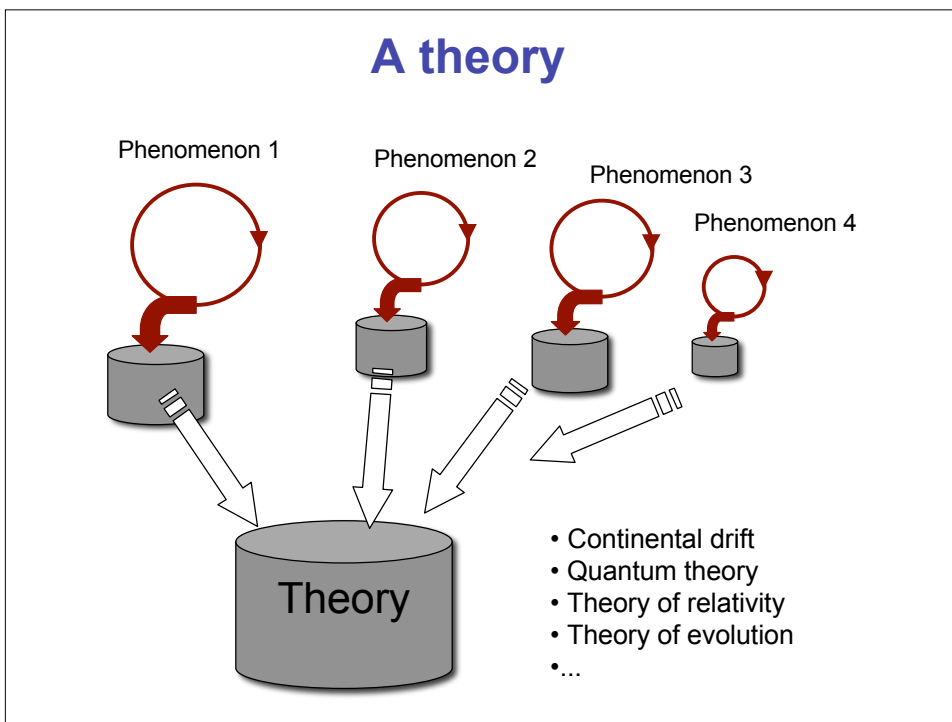 A theory
Phenomenon 1
Phenomenon 2
Phenomenon 3
Phenomenon 4
Theory
• Continental drift
• Quantum theory
• Theory of relativity
• Theory of evolution
•...